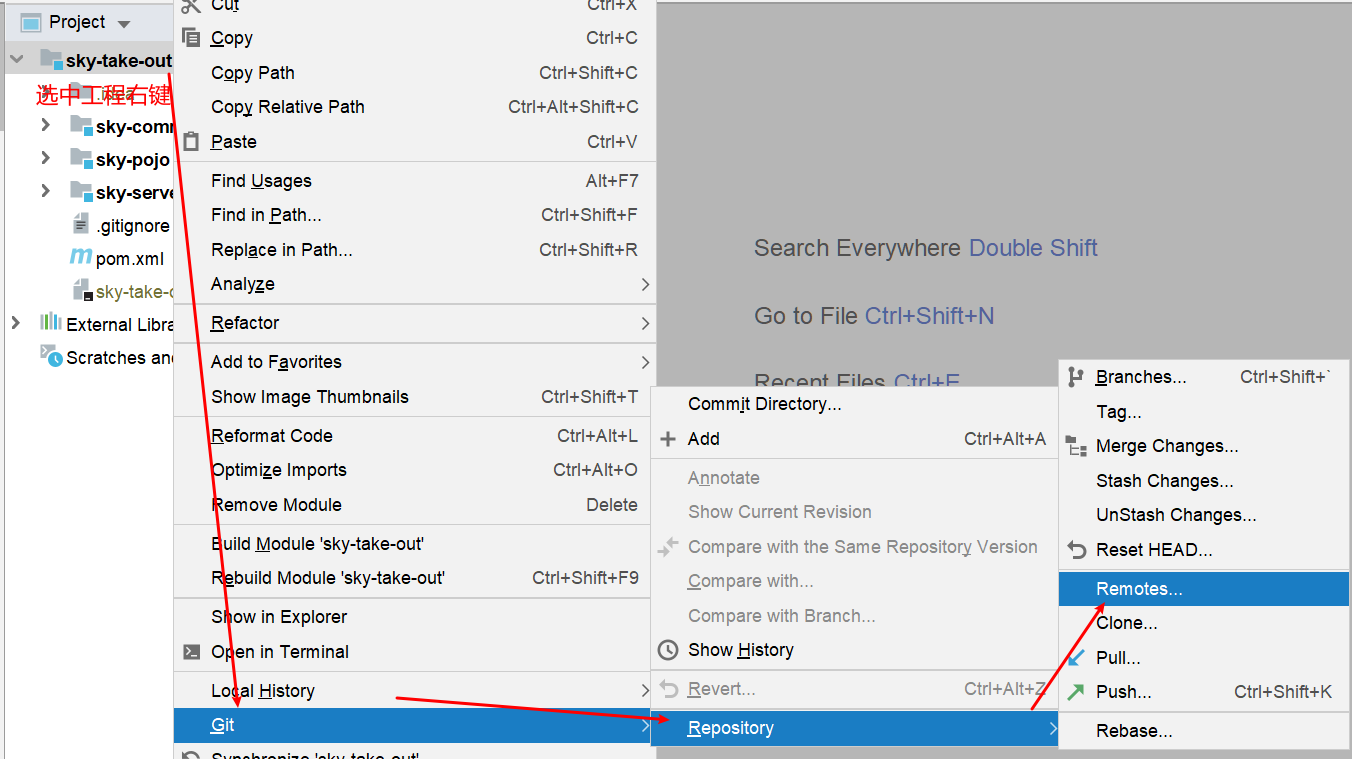 Project
sky-take-out
选中工程右键
sky-pojo
.gitignore
pom.xml
Cut Ctrl+X
Copy Ctrl+C
Copy Path Ctrl+Shift+C
Copy Relative Path Ctrl+Alt+Shift+C
Paste Ctrl+V
Find Usages Alt+F7
Find in Path... Ctrl+Shift+F
Replace in Path... Ctrl+Shift+R
Analyze
Refactor
Add to Favorites
Show Image Thumbnails Ctrl+Shift+T
Reformat Code Ctrl+Alt+L
Optimize Imports Ctrl+Alt+O
Remove Module Delete
Build Module 'sky-take-out'
Rebuild Module 'sky-take-out' Ctrl+Shift+F9
Show in Explorer
Open in Terminal
Local History
Git
Synchronize 'sky-take-out'
External Libra
Scratches and
Search Everywhere Double Shift
Go to File Ctrl+Shift+N
Recent Files Ctrl+E
Commit Directory...
Add Ctrl+Alt+A
Annotate
Show Current Revision
Compare with the Same Repository Version
Compare with...
Compare with Branch...
Show History
Revert... Ctrl+Alt+Z
Repository
Branches... Ctrl+Shift+`
Tag...
Merge Changes...
Stash Changes...
UnStash Changes...
Reset HEAD...
Remotes...
Clone...
Pull...
Push... Ctrl+Shift+K
Rebase...